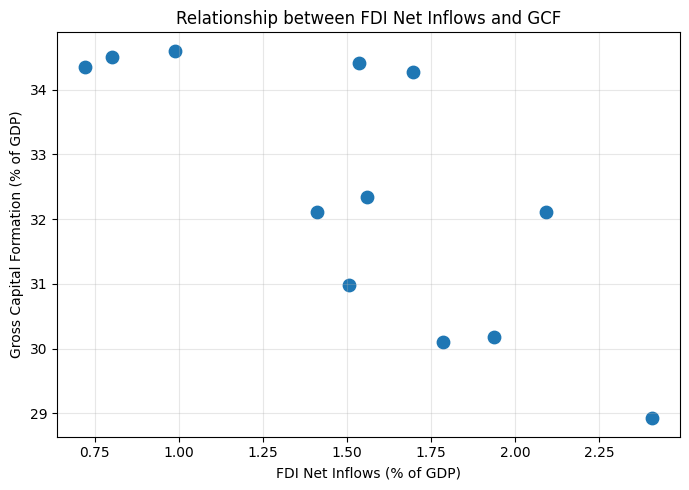 Relationship between FDI Net Inflows and GCF
Gross Capital Formation (% of GDP)
34
33
32
31
30
29
0.75 1.00 1.25 1.50 1.75 2.00 2.25
FDI Net Inflows (% of GDP)